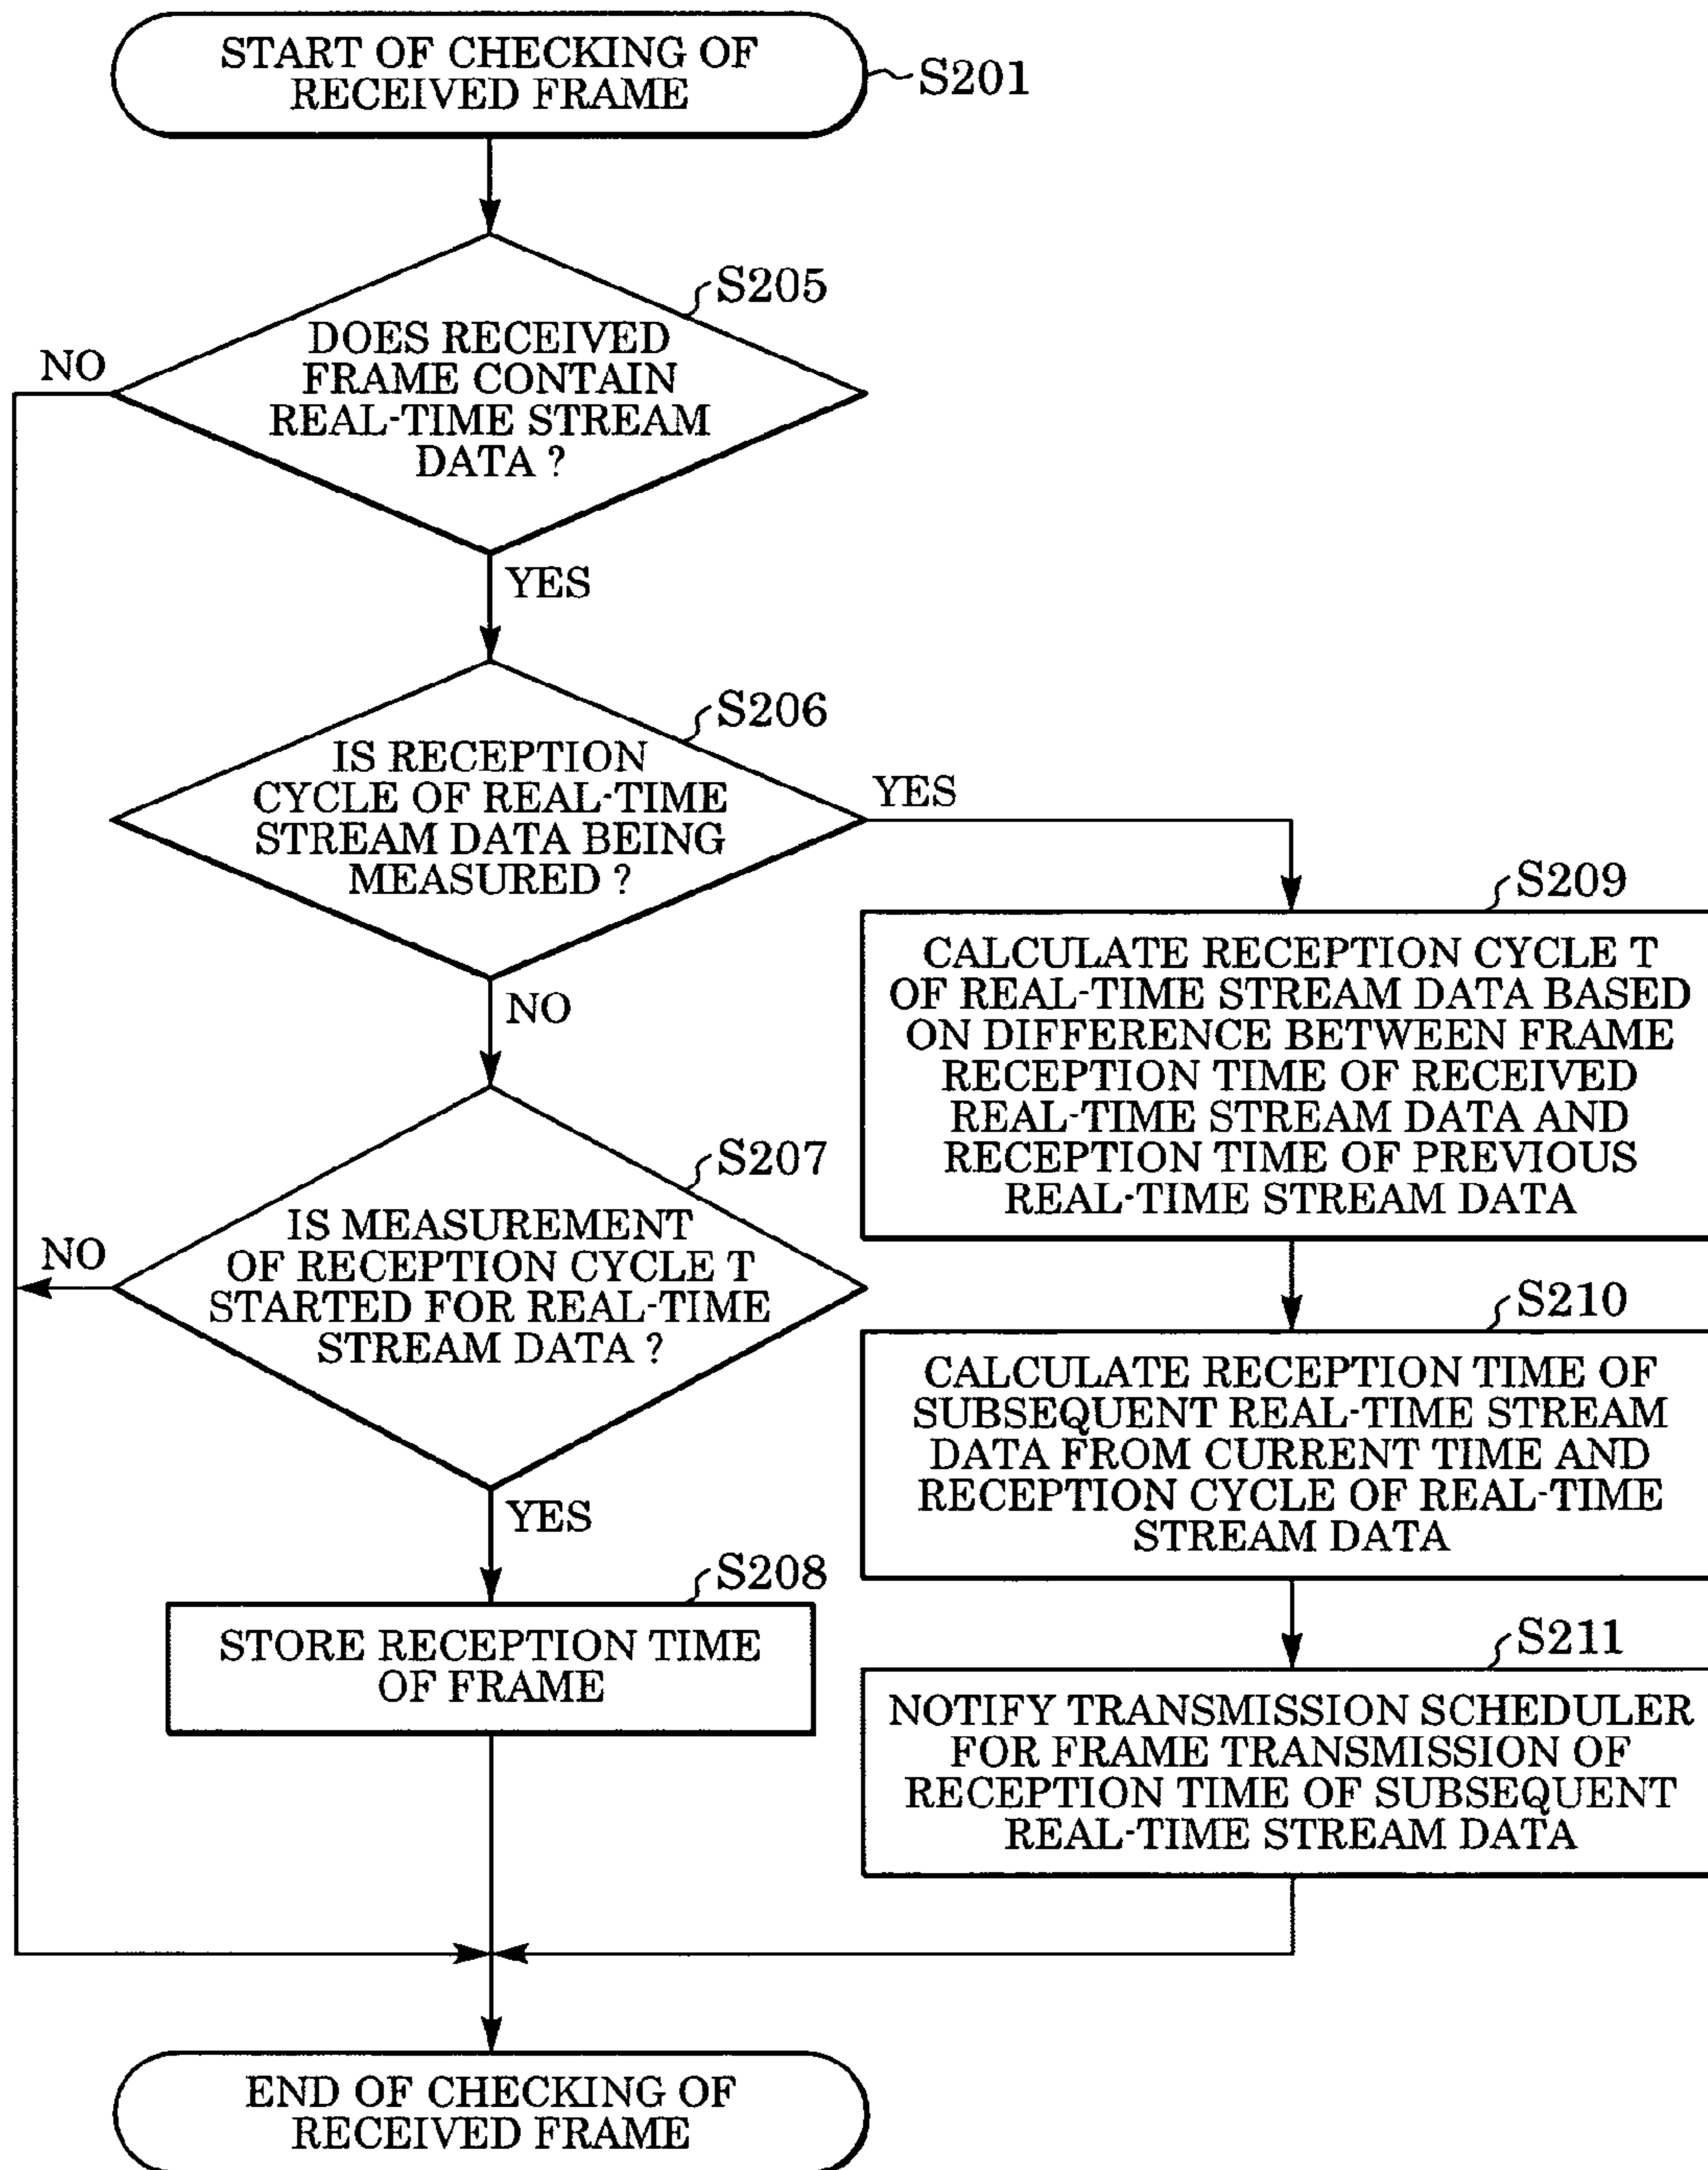 START OF CHECKING OF
RECEIVED FRAME
S201
S205
DOES RECEIVED
FRAME CONTAIN
REAL-TIME STREAM
DATA ?
NO
YES
S206
IS RECEPTION
CYCLE OF REAL-TIME
STREAM DATA BEING
MEASURED ?
YES
NO
S209
CALCULATE RECEPTION CYCLE T
OF REAL-TIME STREAM DATA BASED
ON DIFFERENCE BETWEEN FRAME
RECEPTION TIME OF RECEIVED
REAL-TIME STREAM DATA AND
RECEPTION TIME OF PREVIOUS
REAL-TIME STREAM DATA
S207
IS MEASUREMENT
OF RECEPTION CYCLE T
STARTED FOR REAL-TIME
STREAM DATA ?
NO
YES
S210
CALCULATE RECEPTION TIME OF
SUBSEQUENT REAL-TIME STREAM
DATA FROM CURRENT TIME AND
RECEPTION CYCLE OF REAL-TIME
STREAM DATA
S208
STORE RECEPTION TIME
OF FRAME
S211
NOTIFY TRANSMISSION SCHEDULER
FOR FRAME TRANSMISSION OF
RECEPTION TIME OF SUBSEQUENT
REAL-TIME STREAM DATA
END OF CHECKING OF
RECEIVED FRAME